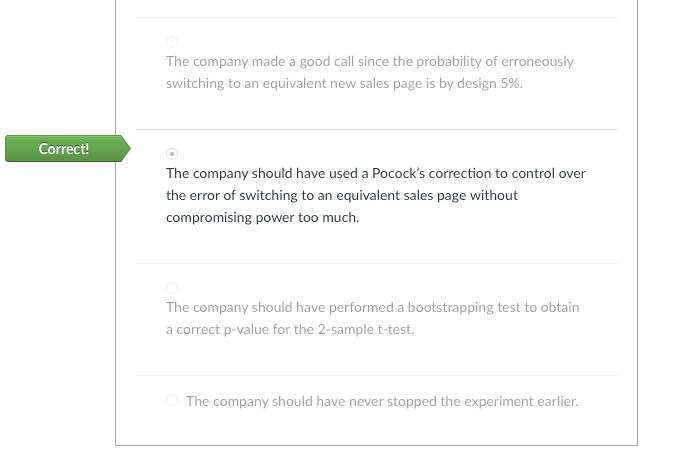 The company made a good call since the probability of erroneously
switching to an equivalent new sales page is by design 5%.
Correct!
The company should have used a Pocock’s correction to control over
the error of switching to an equivalent sales page without
compromising power too much.
The company should have performed a bootstrapping test to obtain
a correct p-value for the 2-sample t-test.
The company should have never stopped the experiment earlier.